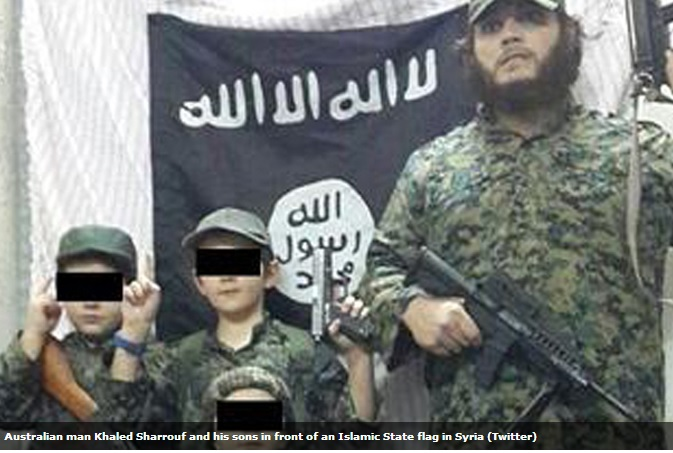 لا اله الا الله
الله
رسول
محمد
Australian man Khaled Sharrouf and his sons in front of an Islamic State flag in Syria (Twitter)